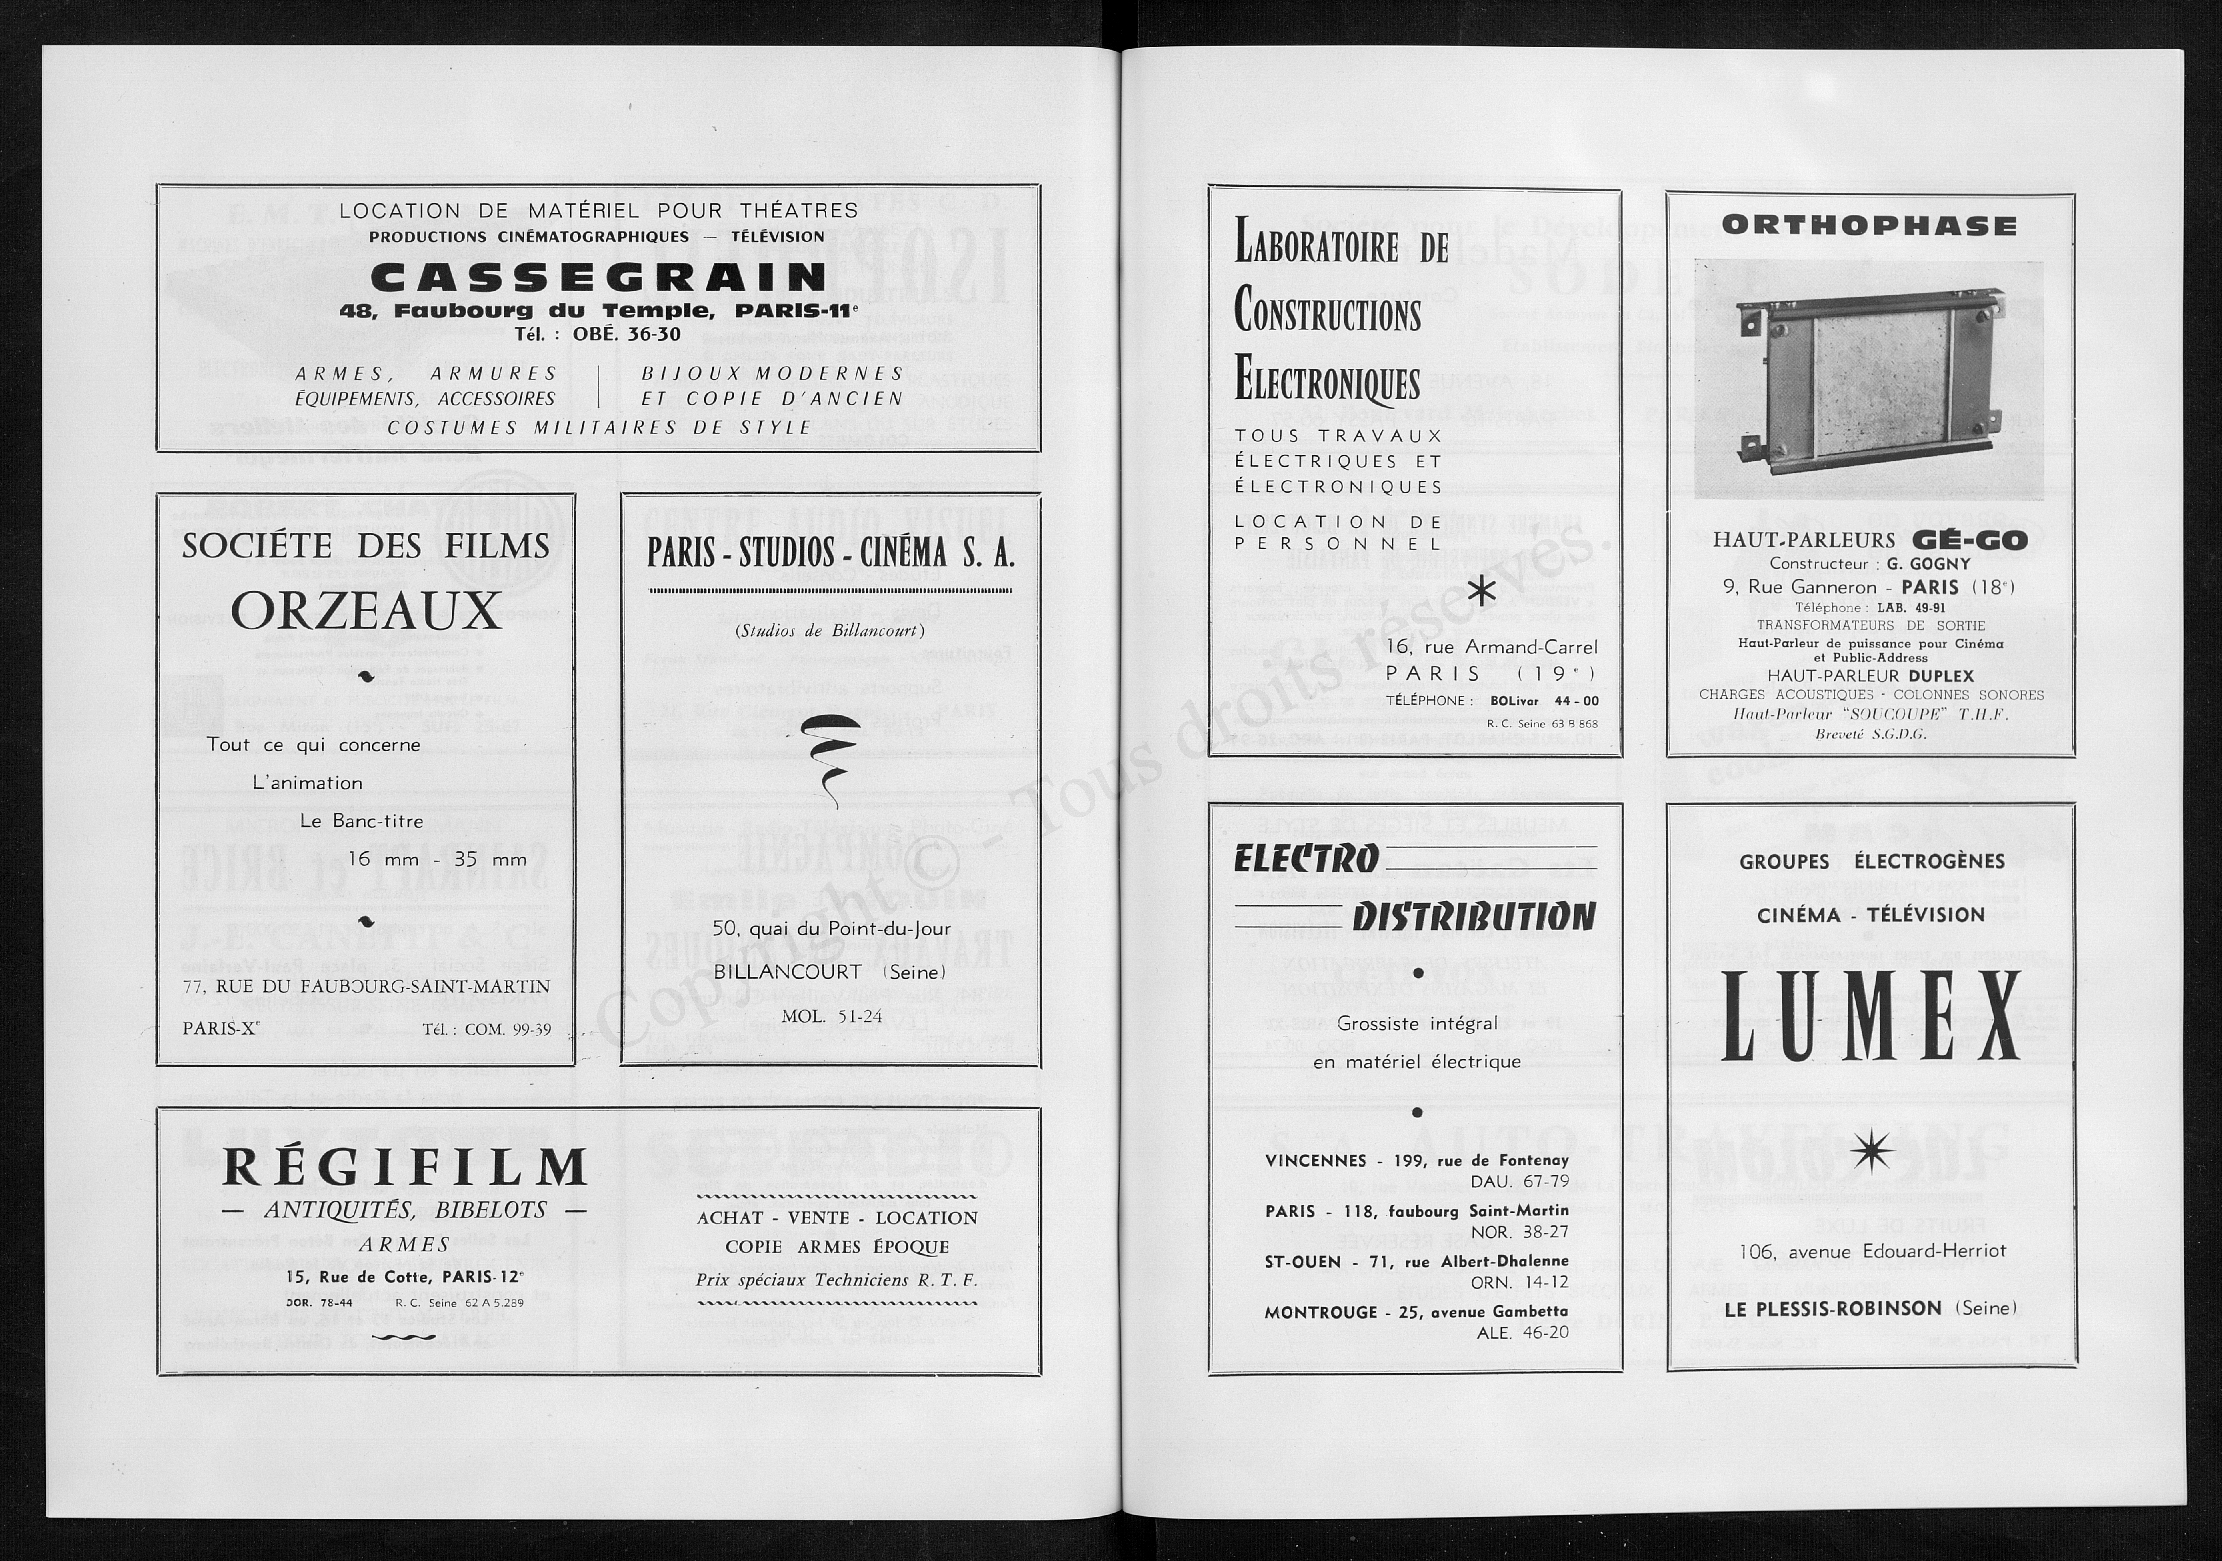 LOCATION DE MATÉRIEL POUR THÉATRES
PRODUCTIONS CINÉMATOGRAPHIQUES — TÉLÉVISION
CASSEGRAIN
48, Faubourg du Temple, PARIS-11e
Tél. : OBÉ. 36-30
ARMES, ARMURES
ÉQUIPEMENTS, ACCESSOIRES
BIJOUX MODERNES
ET COPIE D'ANCIEN
COSTUMES MILITAIRES DE STYLE
SOCIÉTE DES FILMS
ORZEAUX
Tout ce qui concerne
L'animation
Le Banc-titre
16 mm - 35 mm
77, RUE DU FAUBOURG-SAINT-MARTIN
PARIS-Xe Tél. : COM. 99-39
PARIS - STUDIOS - CINÉMA S. A.
(Studios de Billancourt)
50, quai du Point-du-Jour
BILLANCOURT (Seine)
MOL. 51-24
RÉGIFILM
— ANTIQUITÉS, BIBELOTS —
ARMES
15, Rue de Cotte, PARIS-12e
DOR. 78-44 R. C. Seine 62 A 5.289
ACHAT - VENTE - LOCATION
COPIE ARMES ÉPOQUE
Prix spéciaux Techniciens R. T. F.
LABORATOIRE DE
CONSTRUCTIONS
ELECTRONIQUES
TOUS TRAVAUX
ÉLECTRIQUES ET
ÉLECTRONIQUES
LOCATION DE
PERSONNEL
16, rue Armand-Carrel
PARIS (19e)
TÉLÉPHONE : BOLivar 44-00
R. C. Seine 63 B 868
ORTHOPHASE
HAUT-PARLEURS GÉ-GO
Constructeur : G. GOGNY
9, Rue Ganneron - PARIS (18e)
Téléphone : LAB. 49-91
TRANSFORMATEURS DE SORTIE
Haut-Parleur de puissance pour Cinéma
et Public-Address
HAUT-PARLEUR DUPLEX
CHARGES ACOUSTIQUES - COLONNES SONORES
Haut-Parleur "SOUCOUPE" T.H.F.
Breveté S.G.D.G.
ELECTRO
DISTRIBUTION
Grossiste intégral
en matériel électrique
VINCENNES - 199, rue de Fontenay
DAU. 67-79
PARIS - 118, faubourg Saint-Martin
NOR. 38-27
ST-OUEN - 71, rue Albert-Dhalenne
ORN. 14-12
MONTROUGE - 25, avenue Gambetta
ALE. 46-20
GROUPES ÉLECTROGÈNES
CINÉMA - TÉLÉVISION
LUMEX
106, avenue Edouard-Herriot
LE PLESSIS-ROBINSON (Seine)
Copyright © - Tous droits réservés.